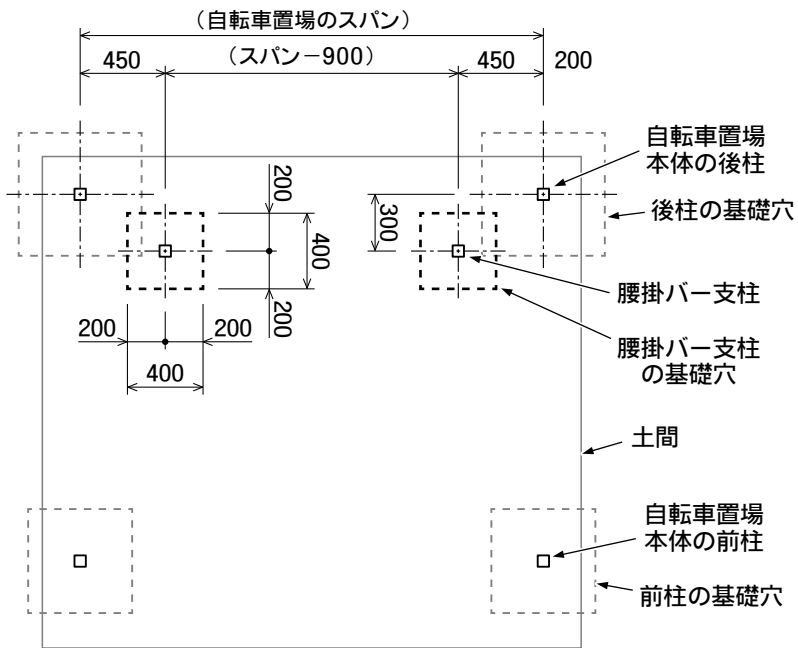 （自転車置場のスパン）
450
（スパン－900）
450
200
自転車置場
本体の後柱
後柱の基礎穴
200
400
200
300
腰掛バー支柱
200
200
400
腰掛バー支柱
の基礎穴
土間
自転車置場
本体の前柱
前柱の基礎穴